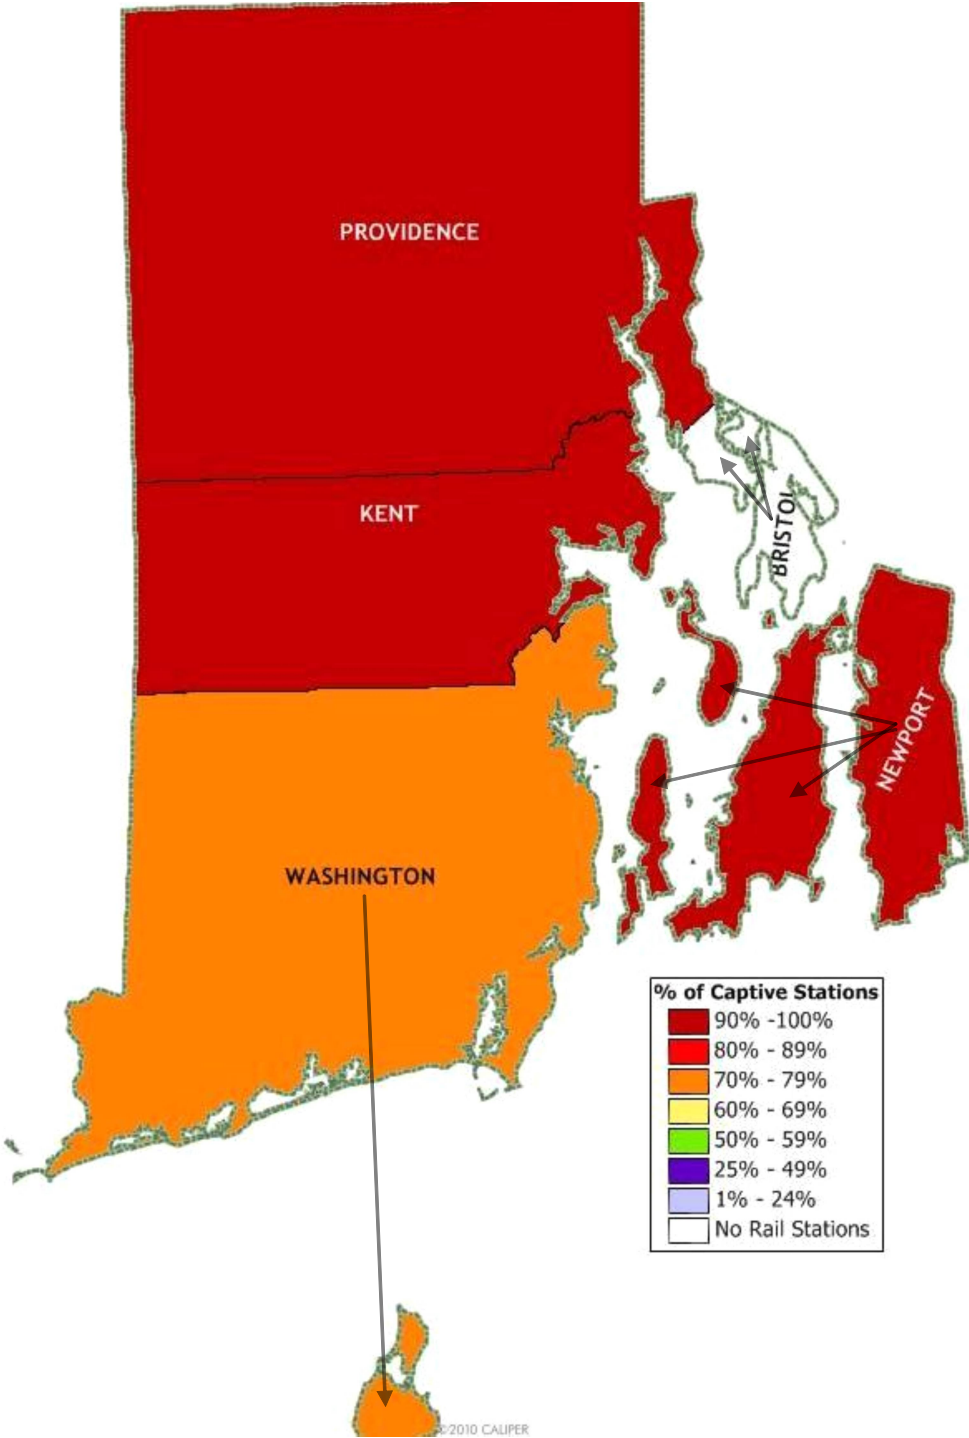 PROVIDENCE
KENT
BRISTOL
NEWPORT
WASHINGTON
% of Captive Stations
90% -100%
80% - 89%
70% - 79%
60% - 69%
50% - 59%
25% - 49%
1% - 24%
No Rail Stations
©2010 CALIPER